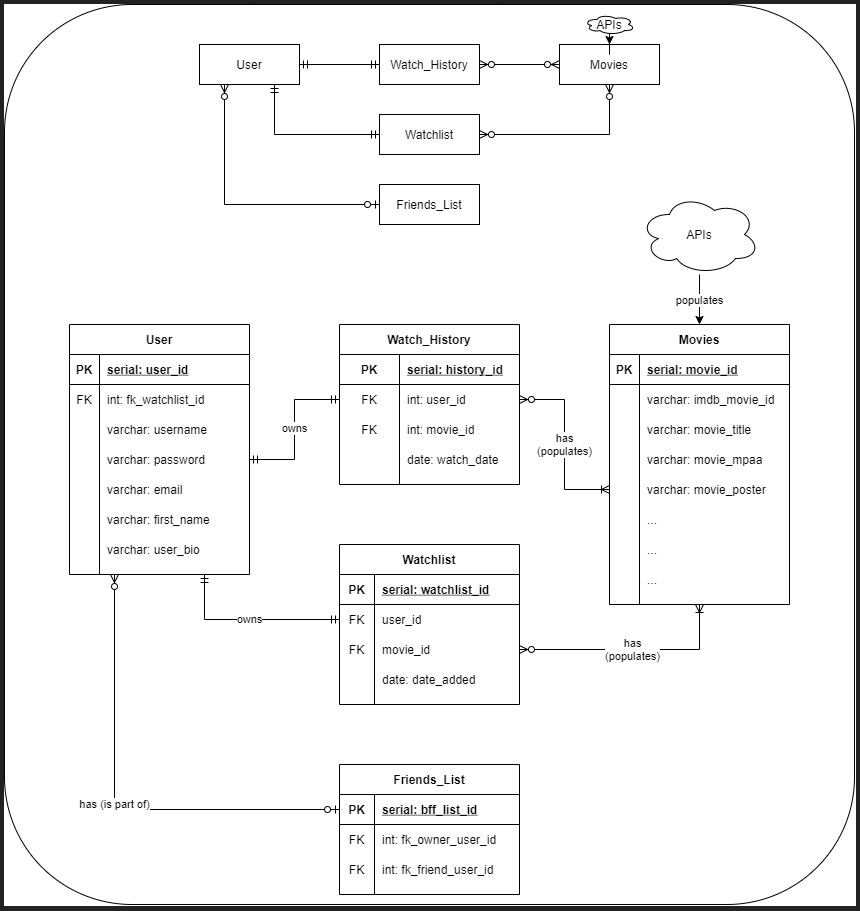 APIs
User
Watch_History
Movies
Watchlist
Friends_List
APIs
populates
User
PK serial: user_id
FK int: fk_watchlist_id
varchar: username
varchar: password
varchar: email
varchar: first_name
varchar: user_bio
owns
Watch_History
PK serial: history_id
FK int: user_id
FK int: movie_id
date: watch_date
has
(populates)
Movies
PK serial: movie_id
varchar: imdb_movie_id
varchar: movie_title
varchar: movie_mpaa
varchar: movie_poster
...
...
...
owns
Watchlist
PK serial: watchlist_id
FK user_id
FK movie_id
date: date_added
has
(populates)
has (is part of)
Friends_List
PK serial: bff_list_id
FK int: fk_owner_user_id
FK int: fk_friend_user_id